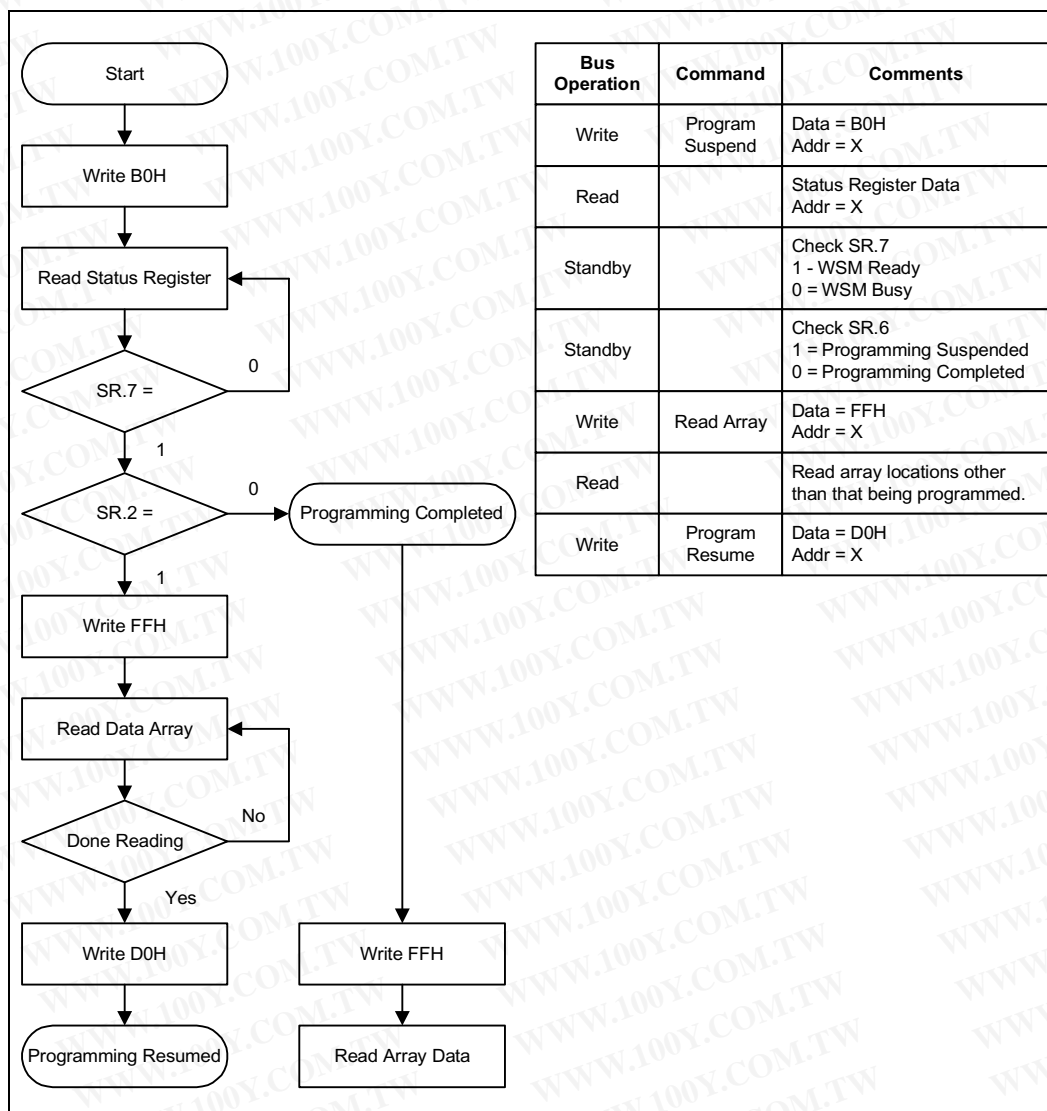 Start
Write B0H
Read Status Register
0
SR.7 =
1
0
SR.2 =
Programming Completed
1
Write FFH
Read Data Array
No
Done Reading
Yes
Write D0H
Write FFH
Programming Resumed
Read Array Data
Bus
Operation
Command
Comments
Write
Program
Suspend
Data = B0H
Addr = X
Read
Status Register Data
Addr = X
Standby
Check SR.7
1 - WSM Ready
0 = WSM Busy
Standby
Check SR.6
1 = Programming Suspended
0 = Programming Completed
Write
Read Array
Data = FFH
Addr = X
Read
Read array locations other
than that being programmed.
Write
Program
Resume
Data = D0H
Addr = X
WWW.100Y.COM.TW